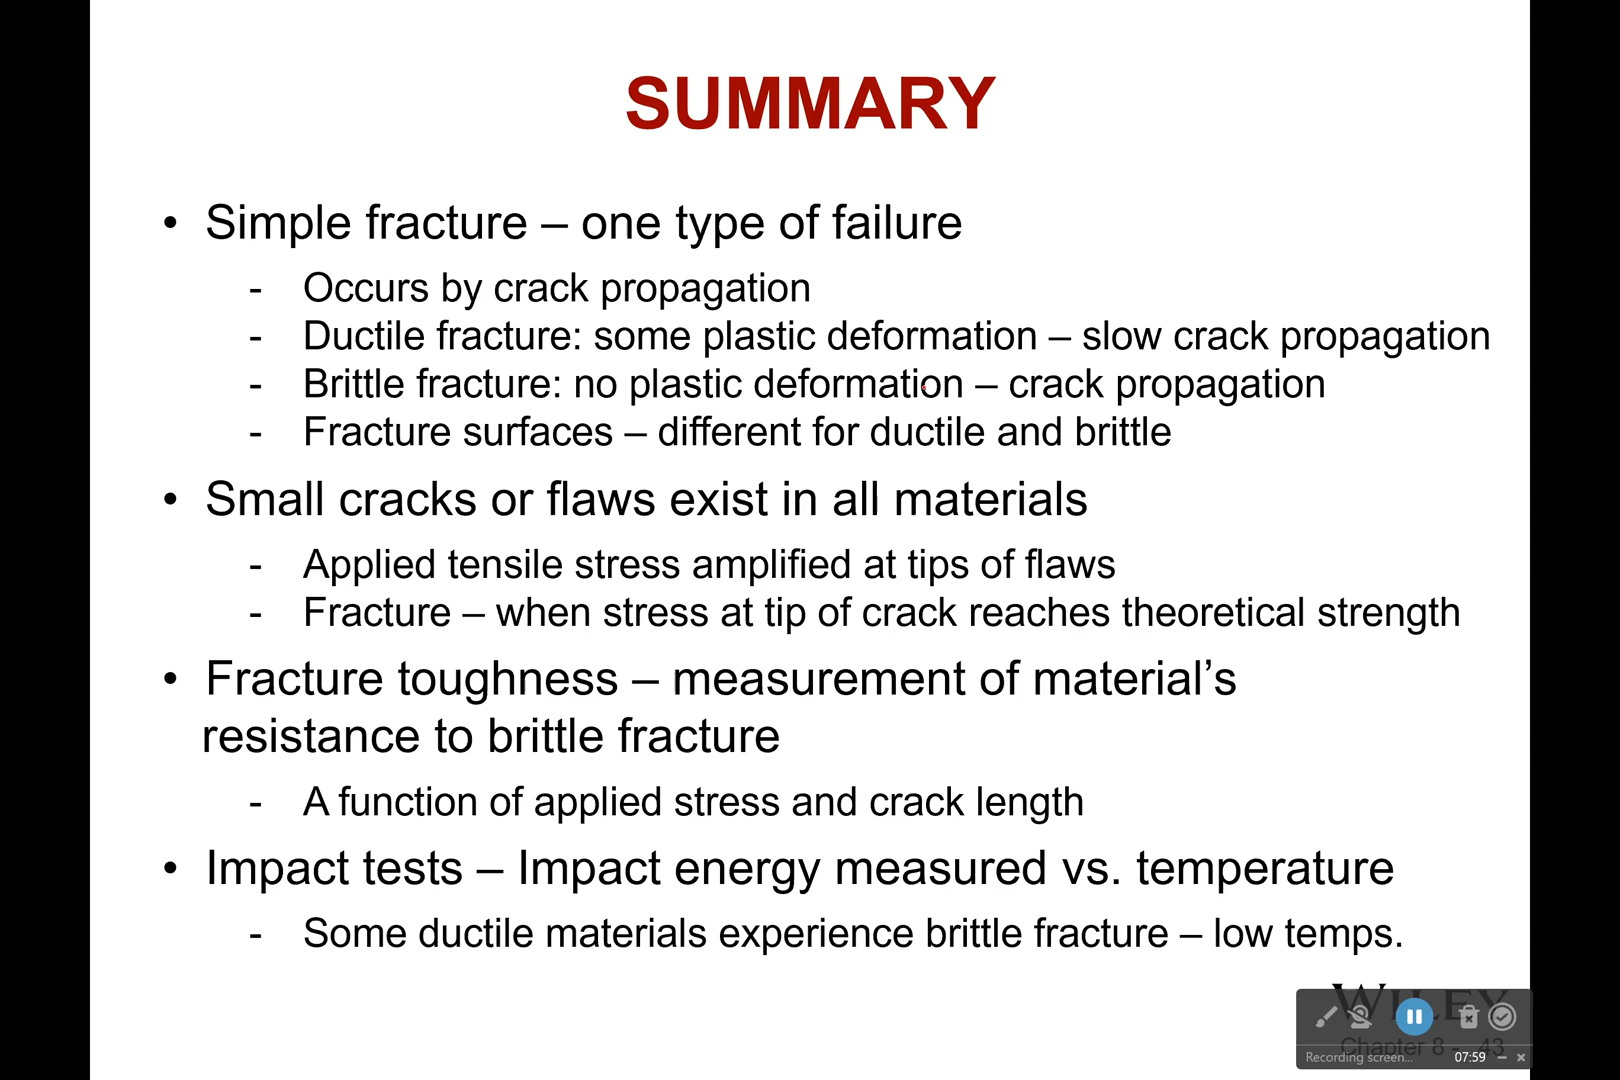 SUMMARY
• Simple fracture – one type of failure
- Occurs by crack propagation
- Ductile fracture: some plastic deformation – slow crack propagation
- Brittle fracture: no plastic deformation – crack propagation
- Fracture surfaces – different for ductile and brittle
• Small cracks or flaws exist in all materials
- Applied tensile stress amplified at tips of flaws
- Fracture – when stress at tip of crack reaches theoretical strength
• Fracture toughness – measurement of material’s
resistance to brittle fracture
- A function of applied stress and crack length
• Impact tests – Impact energy measured vs. temperature
- Some ductile materials experience brittle fracture – low temps.
WILEY
Chapter 8 - 43
Recording screen... 07:59